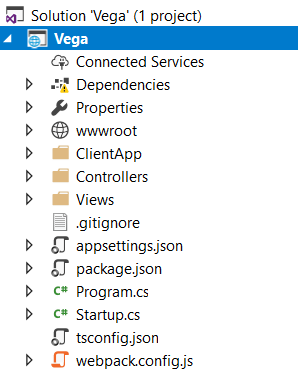 Solution 'Vega' (1 project)
Vega
Connected Services
Dependencies
Properties
wwwroot
ClientApp
Controllers
Views
.gitignore
appsettings.json
package.json
C# Program.cs
C# Startup.cs
tsconfig.json
webpack.config.js